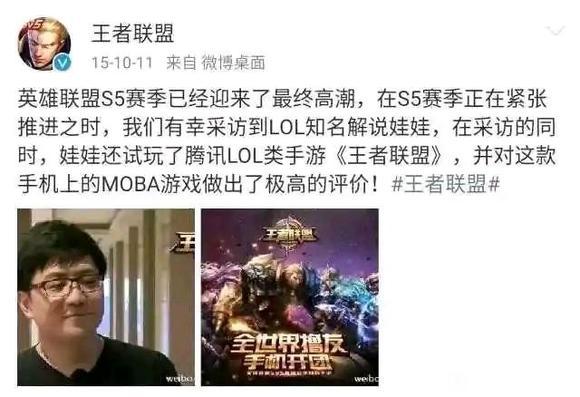 王者联盟
15-10-11 来自 微博桌面
英雄联盟S5赛季已经迎来了最终高潮，在S5赛季正在紧张
推进之时，我们有幸采访到LOL知名解说娃娃，在采访的同
时，娃娃还试玩了腾讯LOL类手游《王者联盟》，并对这款
手机上的MOBA游戏做出了极高的评价！#王者联盟#
王者联盟
全世界撸友
手机开团
weibo
weibo